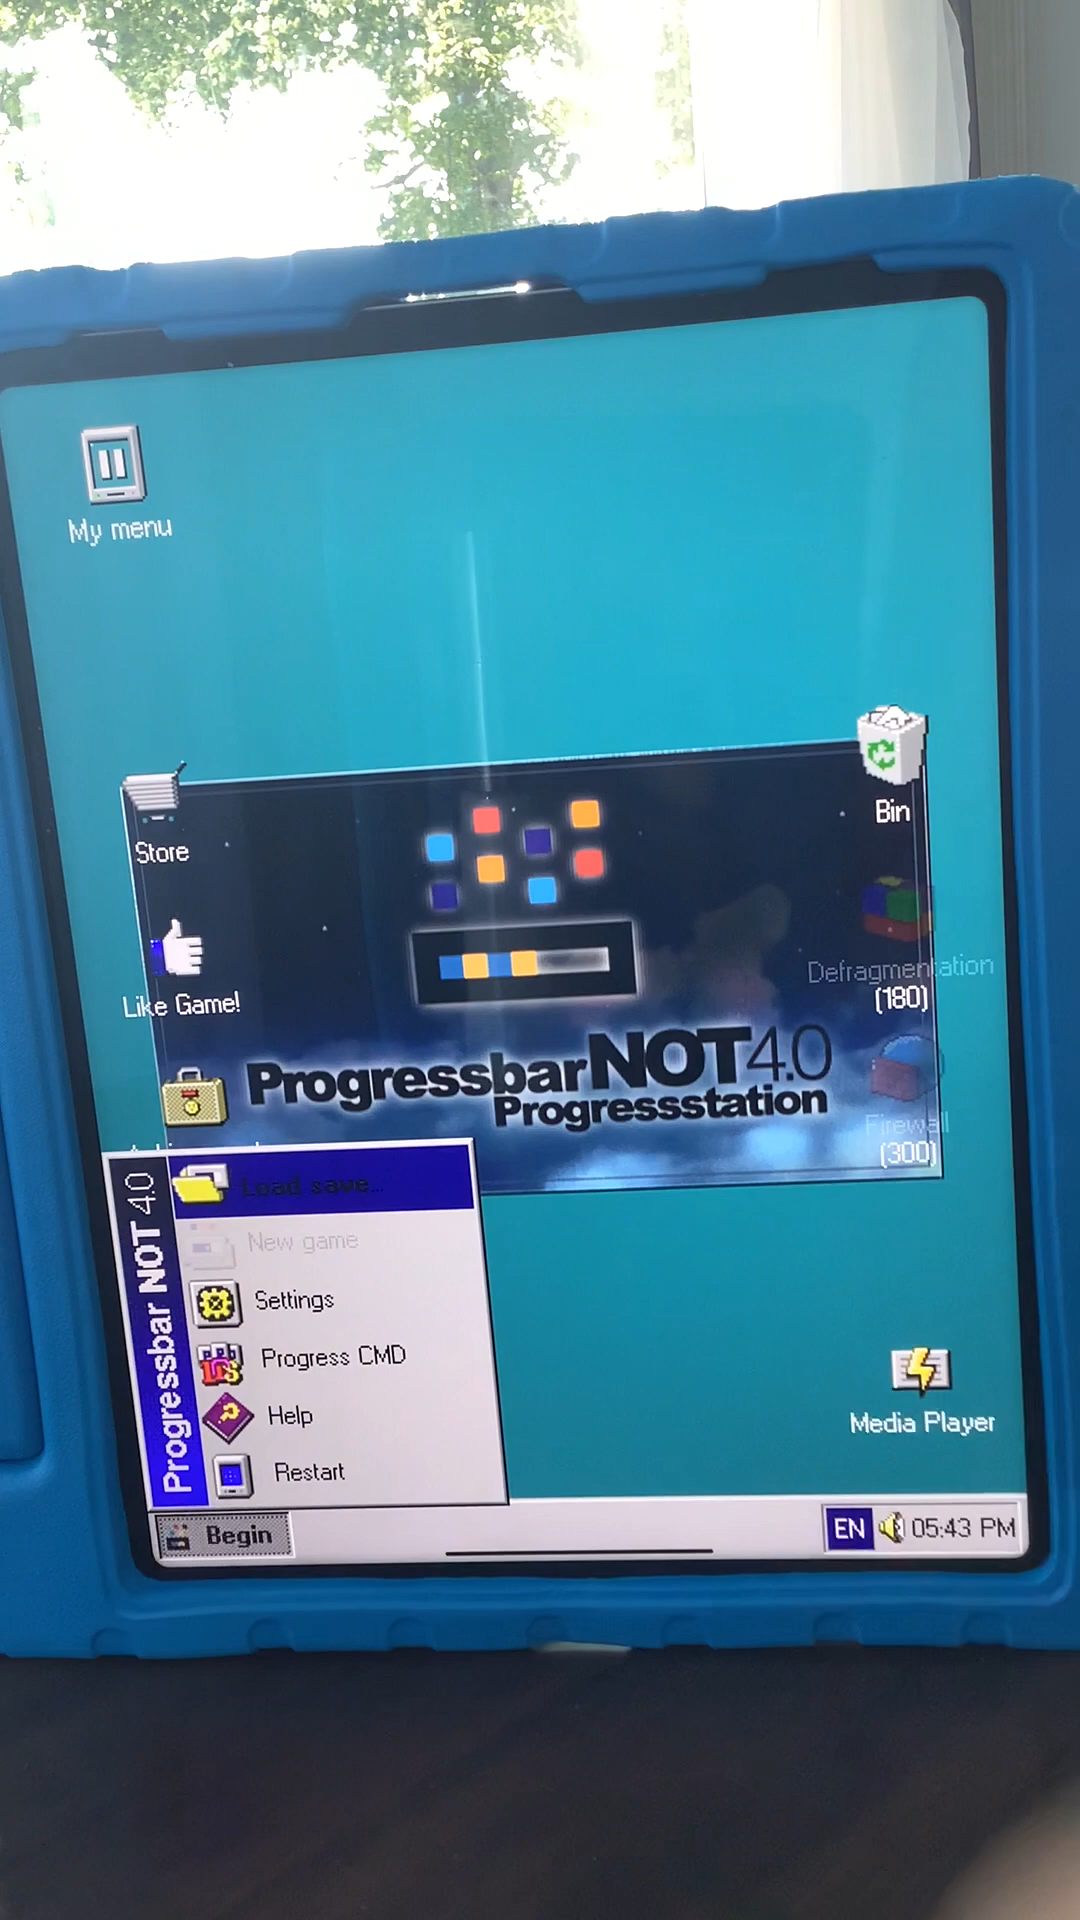 My menu
Store
Like Game!
Bin
Defragmentation
(180)
Firewall
(300)
ProgressbarNOT4.0
Progressstation
Progressbar NOT 4.0
Load save...
New game
Settings
Progress CMD
Help
Restart
Media Player
Begin
EN
05:43 PM